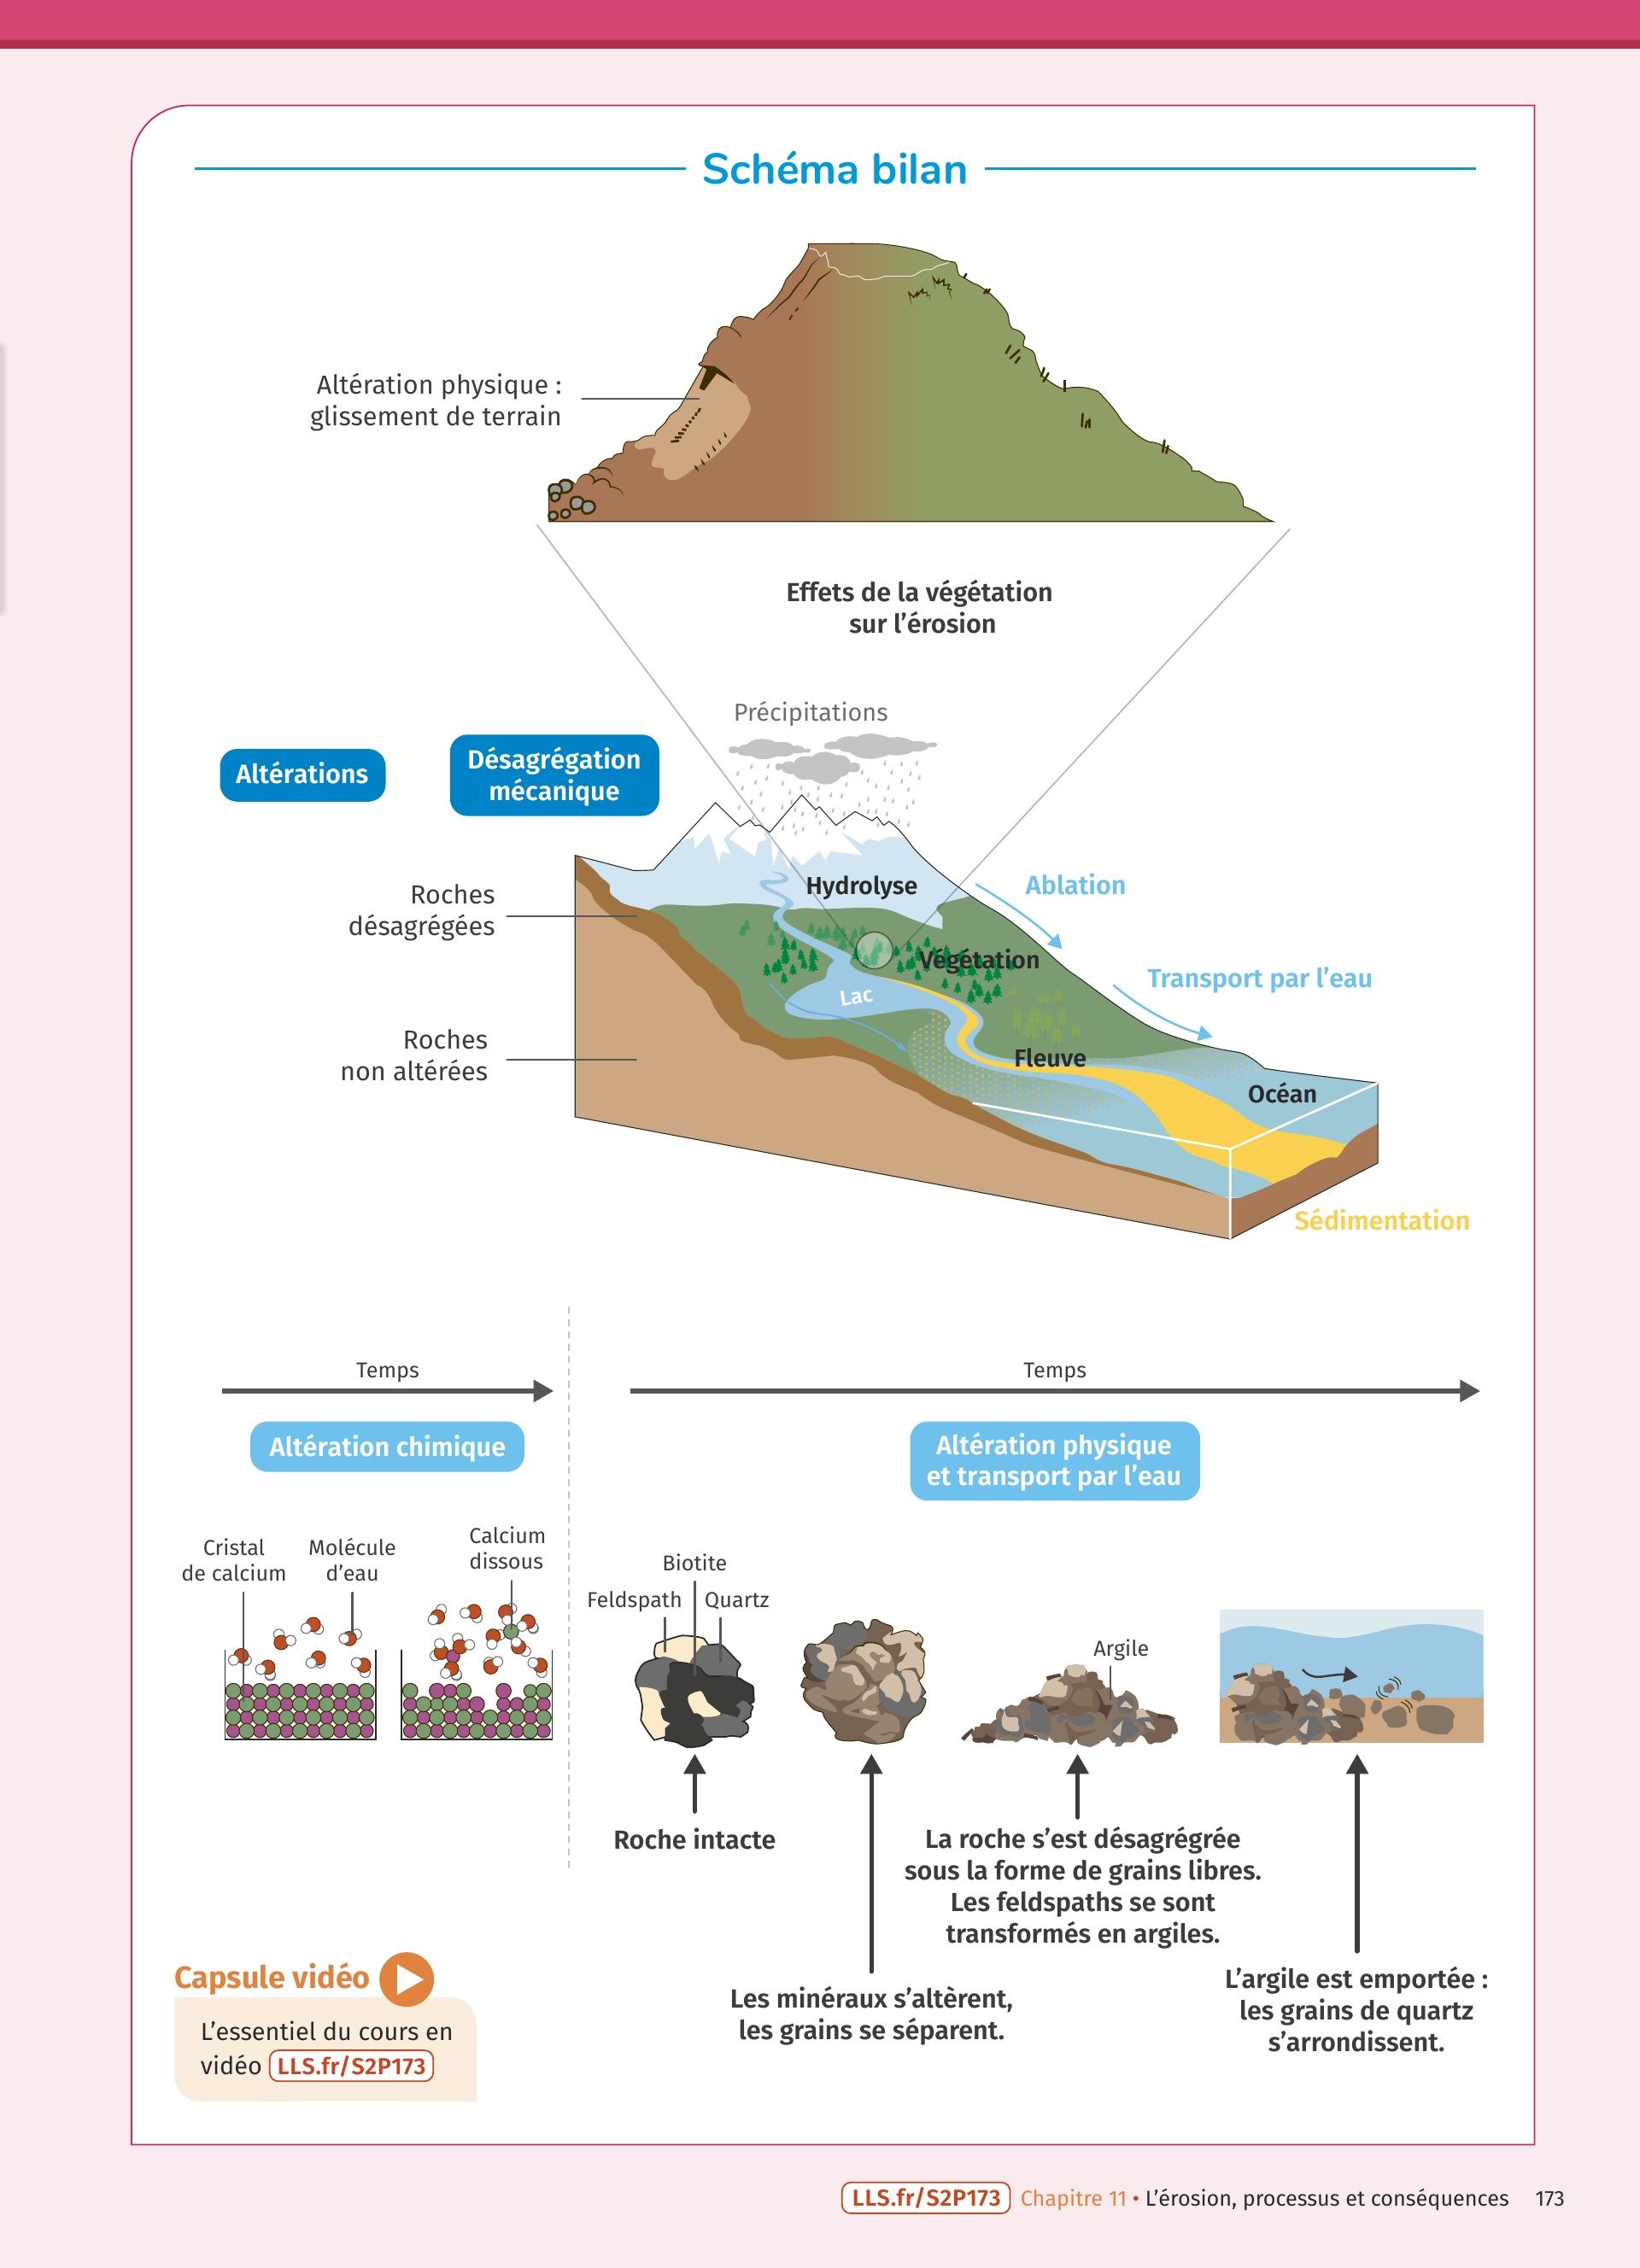 Schéma bilan
Altération physique :
glissement de terrain
Effets de la végétation
sur l'érosion
Précipitations
Altérations
Désagrégation
mécanique
Roches
désagrégées
Roches
non altérées
Hydrolyse
Ablation
Végétation
Transport par l'eau
Lac
Fleuve
Océan
Sédimentation
Temps
Altération chimique
Cristal
de calcium
Molécule
d'eau
Calcium
dissous
Temps
Altération physique
et transport par l'eau
Feldspath
Biotite
Quartz
Argile
Roche intacte
Les minéraux s'altèrent,
les grains se séparent.
La roche s'est désagrégrée
sous la forme de grains libres.
Les feldspaths se sont
transformés en argiles.
L'argile est emportée :
les grains de quartz
s'arrondissent.
Capsule vidéo
L'essentiel du cours en
vidéo LLS.fr/S2P173
LLS.fr/S2P173 Chapitre 11 • L'érosion, processus et conséquences 173